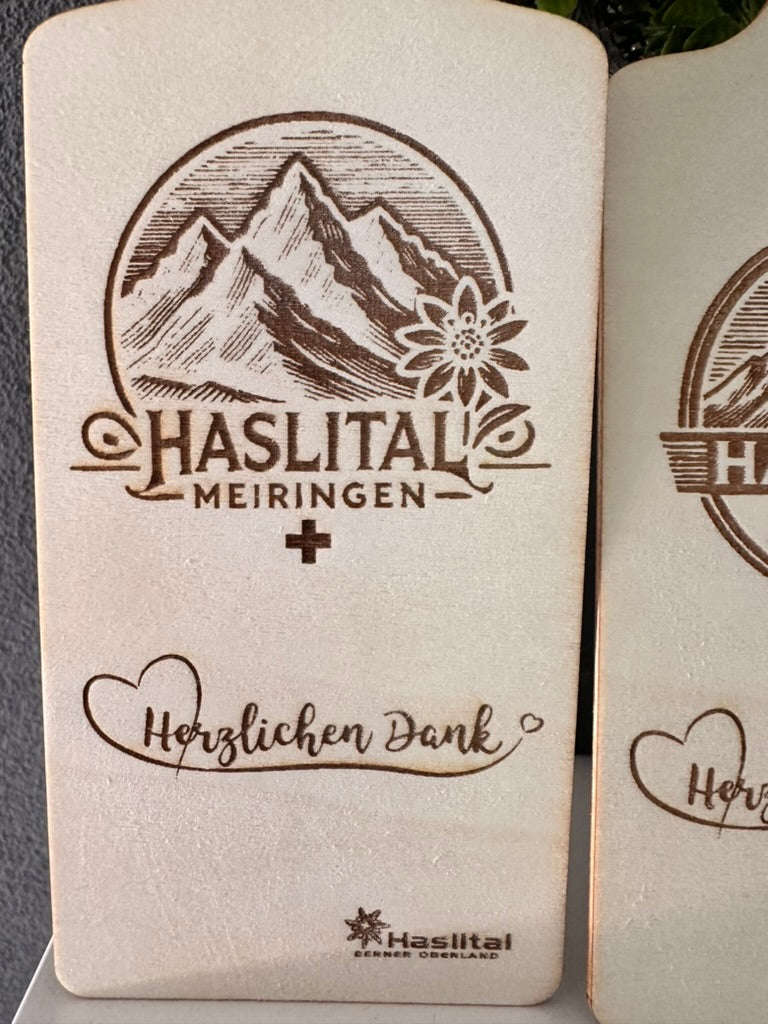 HASLITAL
MEIRINGEN
Herzlichen Dank
Haslital
BERNER OBERLAND